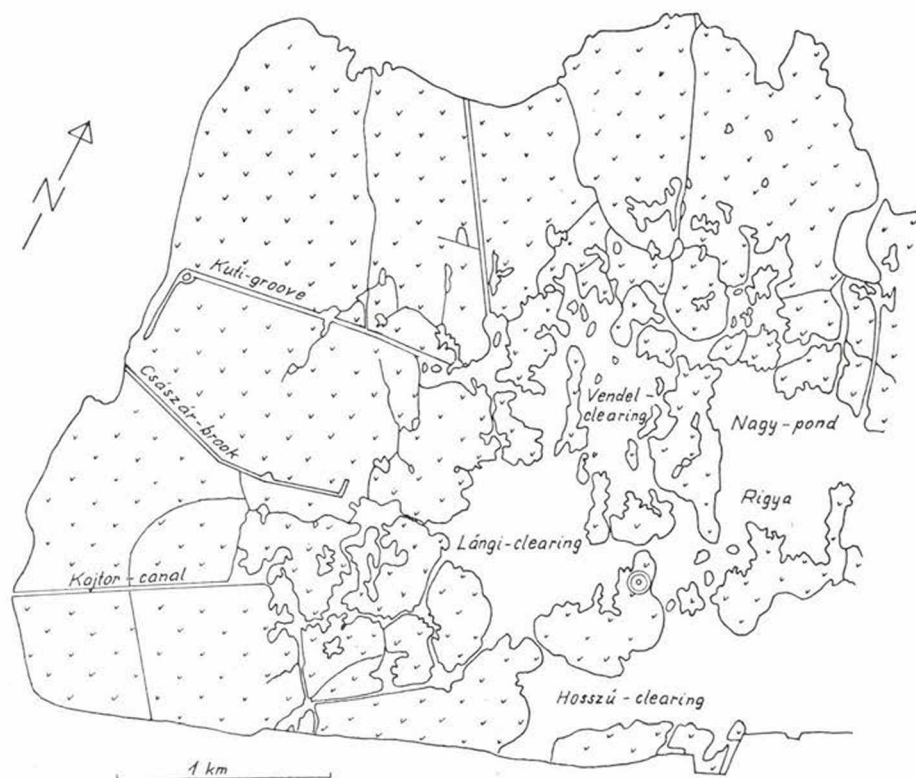 N
Kuti-groove
Császár-brook
Vendel-
clearing
Nagy-pond
Rigya
Lángi-clearing
Kojtor-canal
Hosszú-clearing
1 km